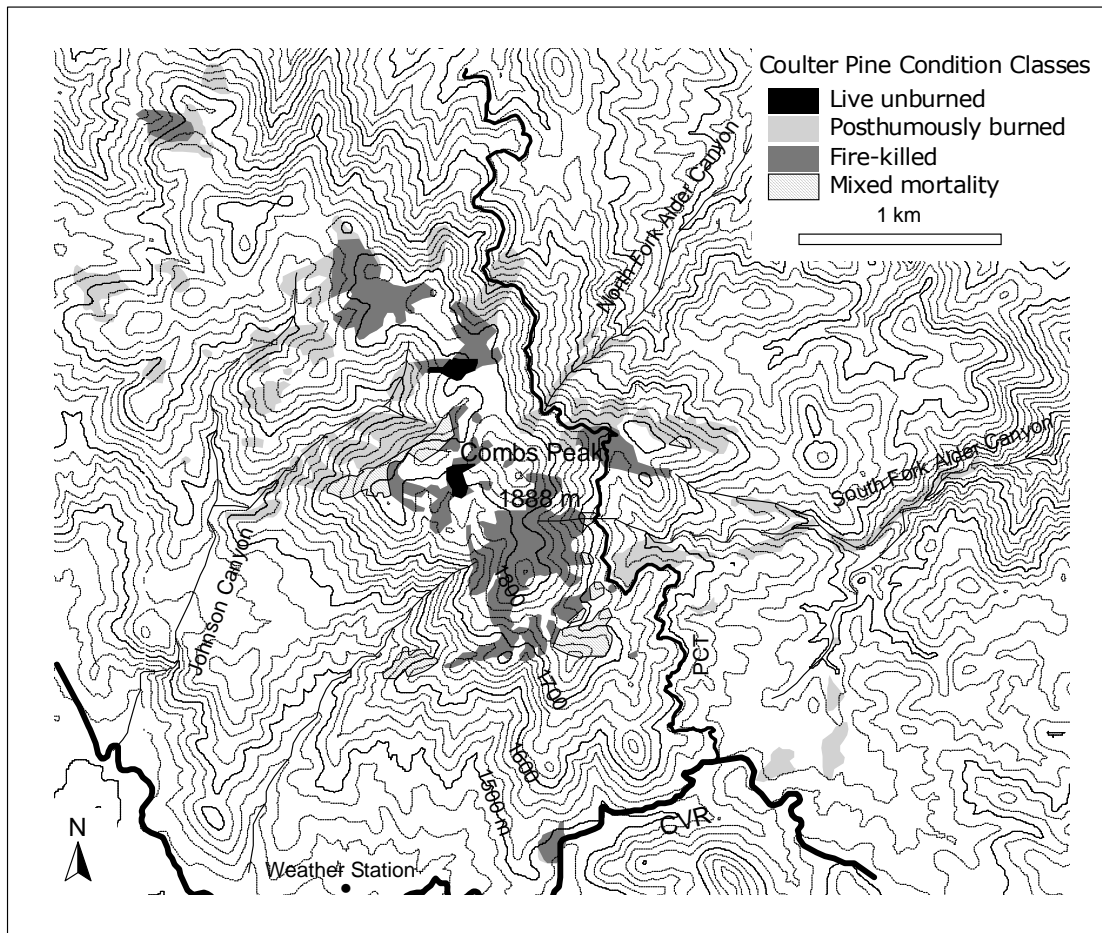 Coulter Pine Condition Classes
Live unburned
Posthumously burned
Fire-killed
Mixed mortality
1 km
North Fork Alder Canyon
Combs Peak
1888 m
South Fork Alder Canyon
Johnson Canyon
1800
PCT
1700
1600
1500 m
CVR
N
Weather Station